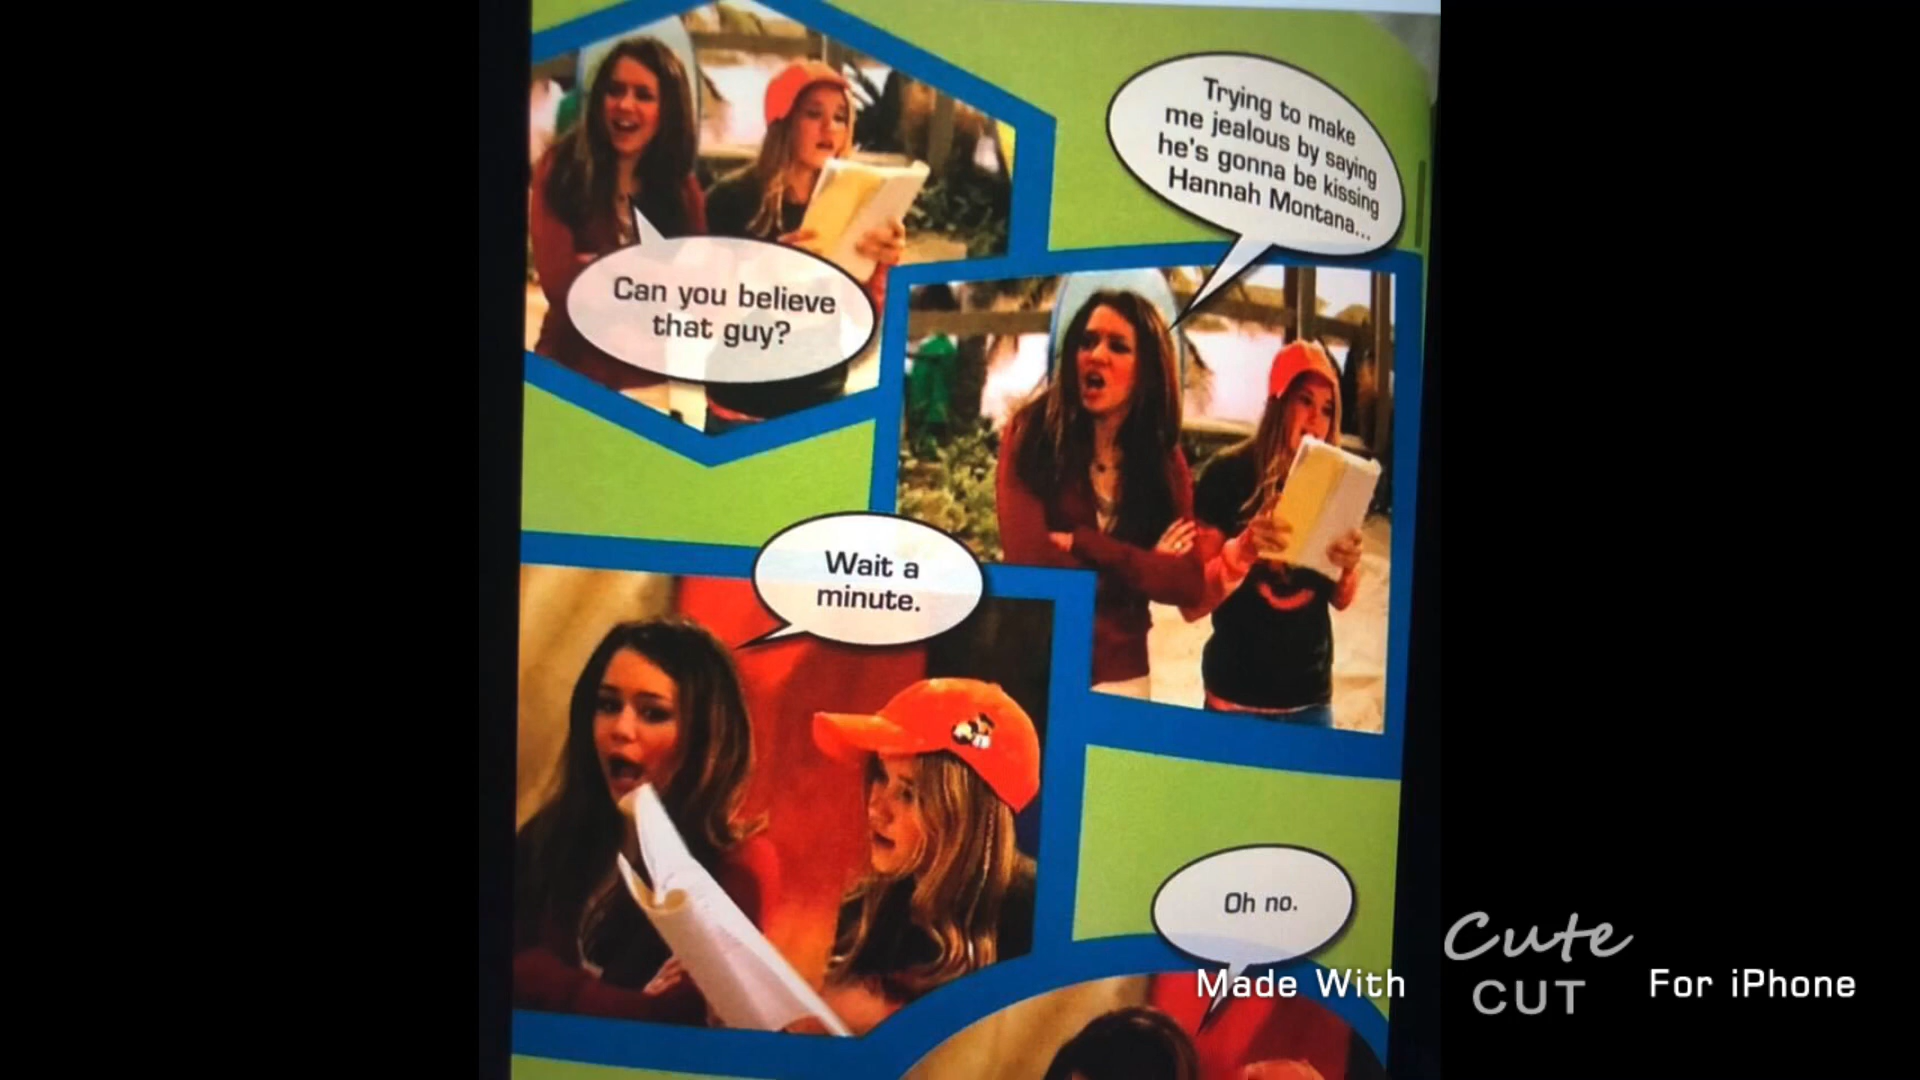 Can you believe
that guy?
Trying to make
me jealous by saying
he's gonna be kissing
Hannah Montana...
Wait a
minute.
Oh no.
Made With
Cute
CUT
For iPhone